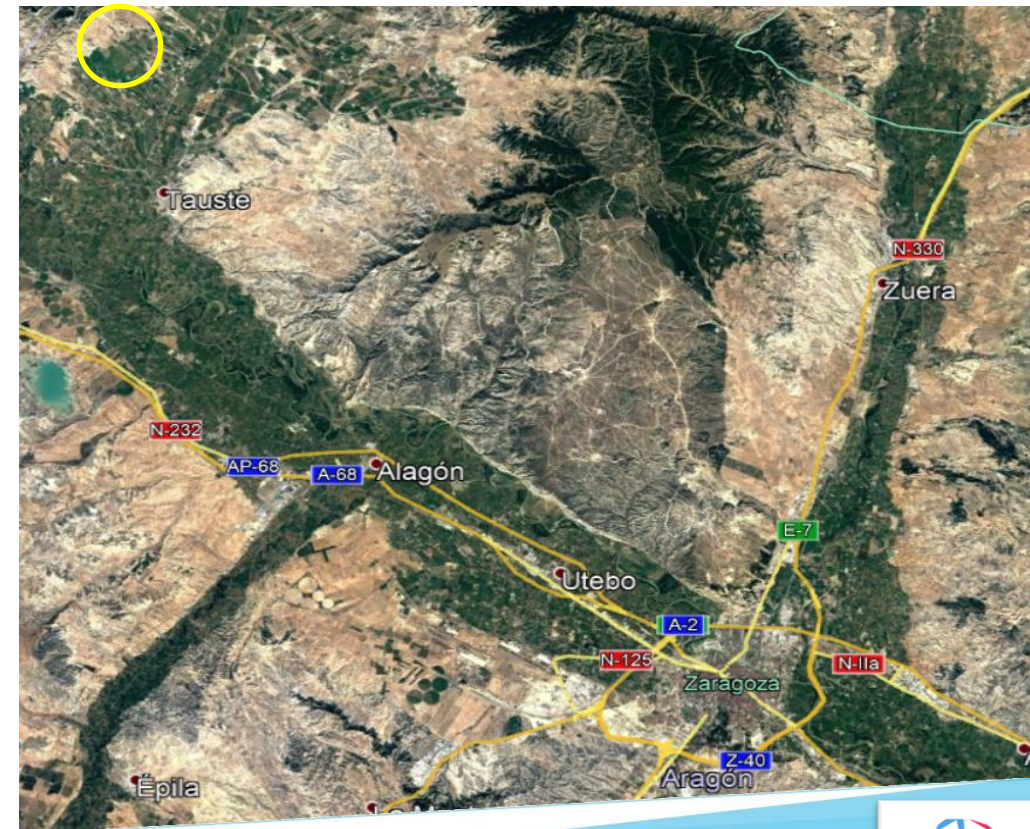 Tauste
N-330
Zuera
N-232
AP-68
A-68
Alagón
E-7
Utebo
A-2
N-125
N-IIa
Zaragoza
Z-40
Aragón
Épila